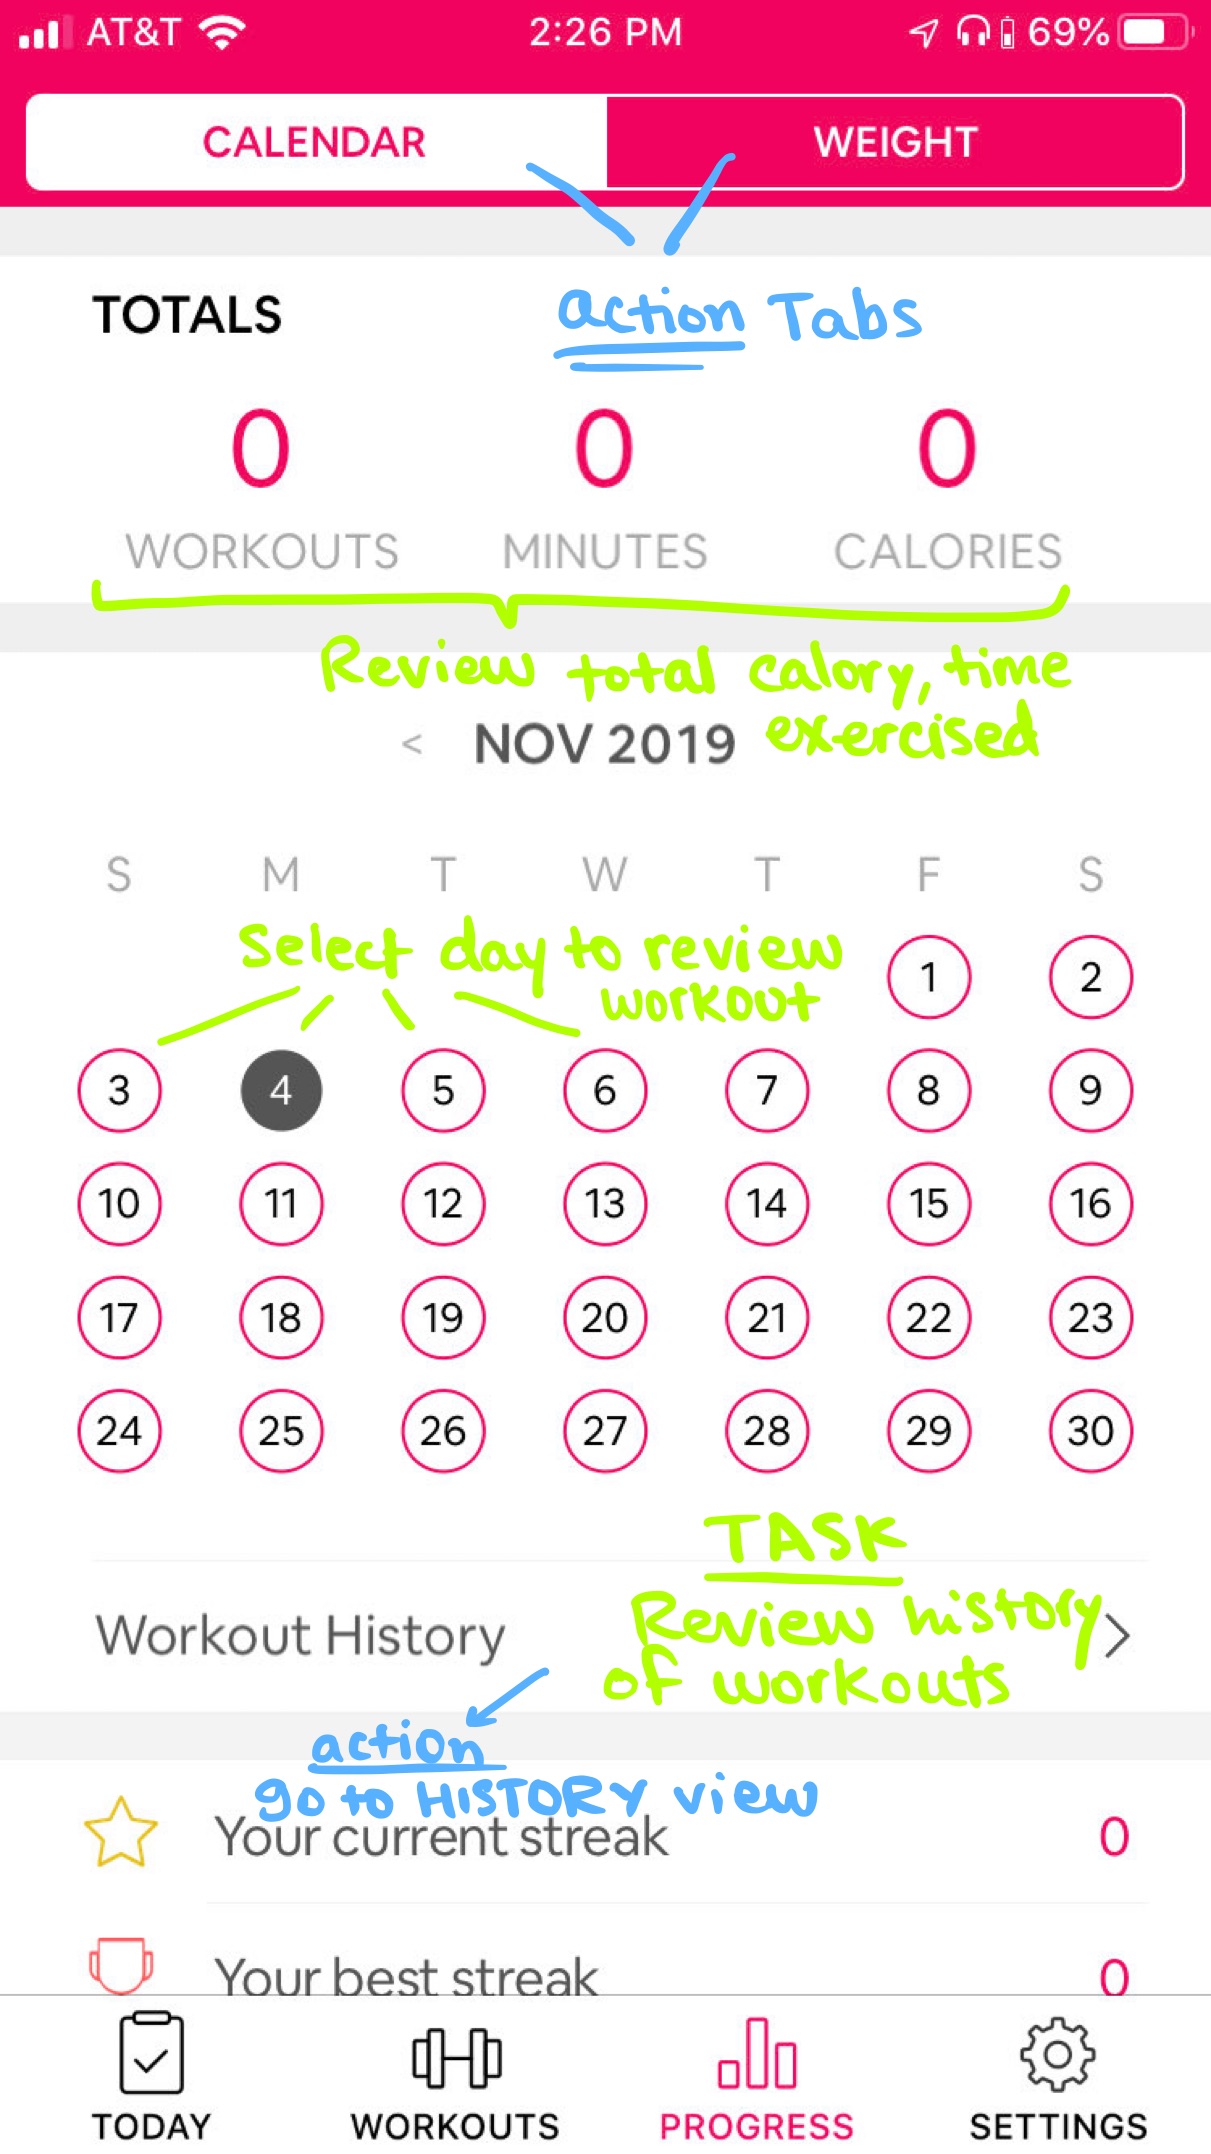 AT&T 2:26 PM 69%
CALENDAR WEIGHT
TOTALS
action Tabs
0 0 0
WORKOUTS MINUTES CALORIES
Review total calory, time
exercised
< NOV 2019
S M T W T F S
Select day to review
workout
1 2
3 4 5 6 7 8 9
10 11 12 13 14 15 16
17 18 19 20 21 22 23
24 25 26 27 28 29 30
TASK
Workout History >
Review history
of workouts
action
go to HISTORY view
Your current streak 0
Your best streak 0
TODAY WORKOUTS PROGRESS SETTINGS